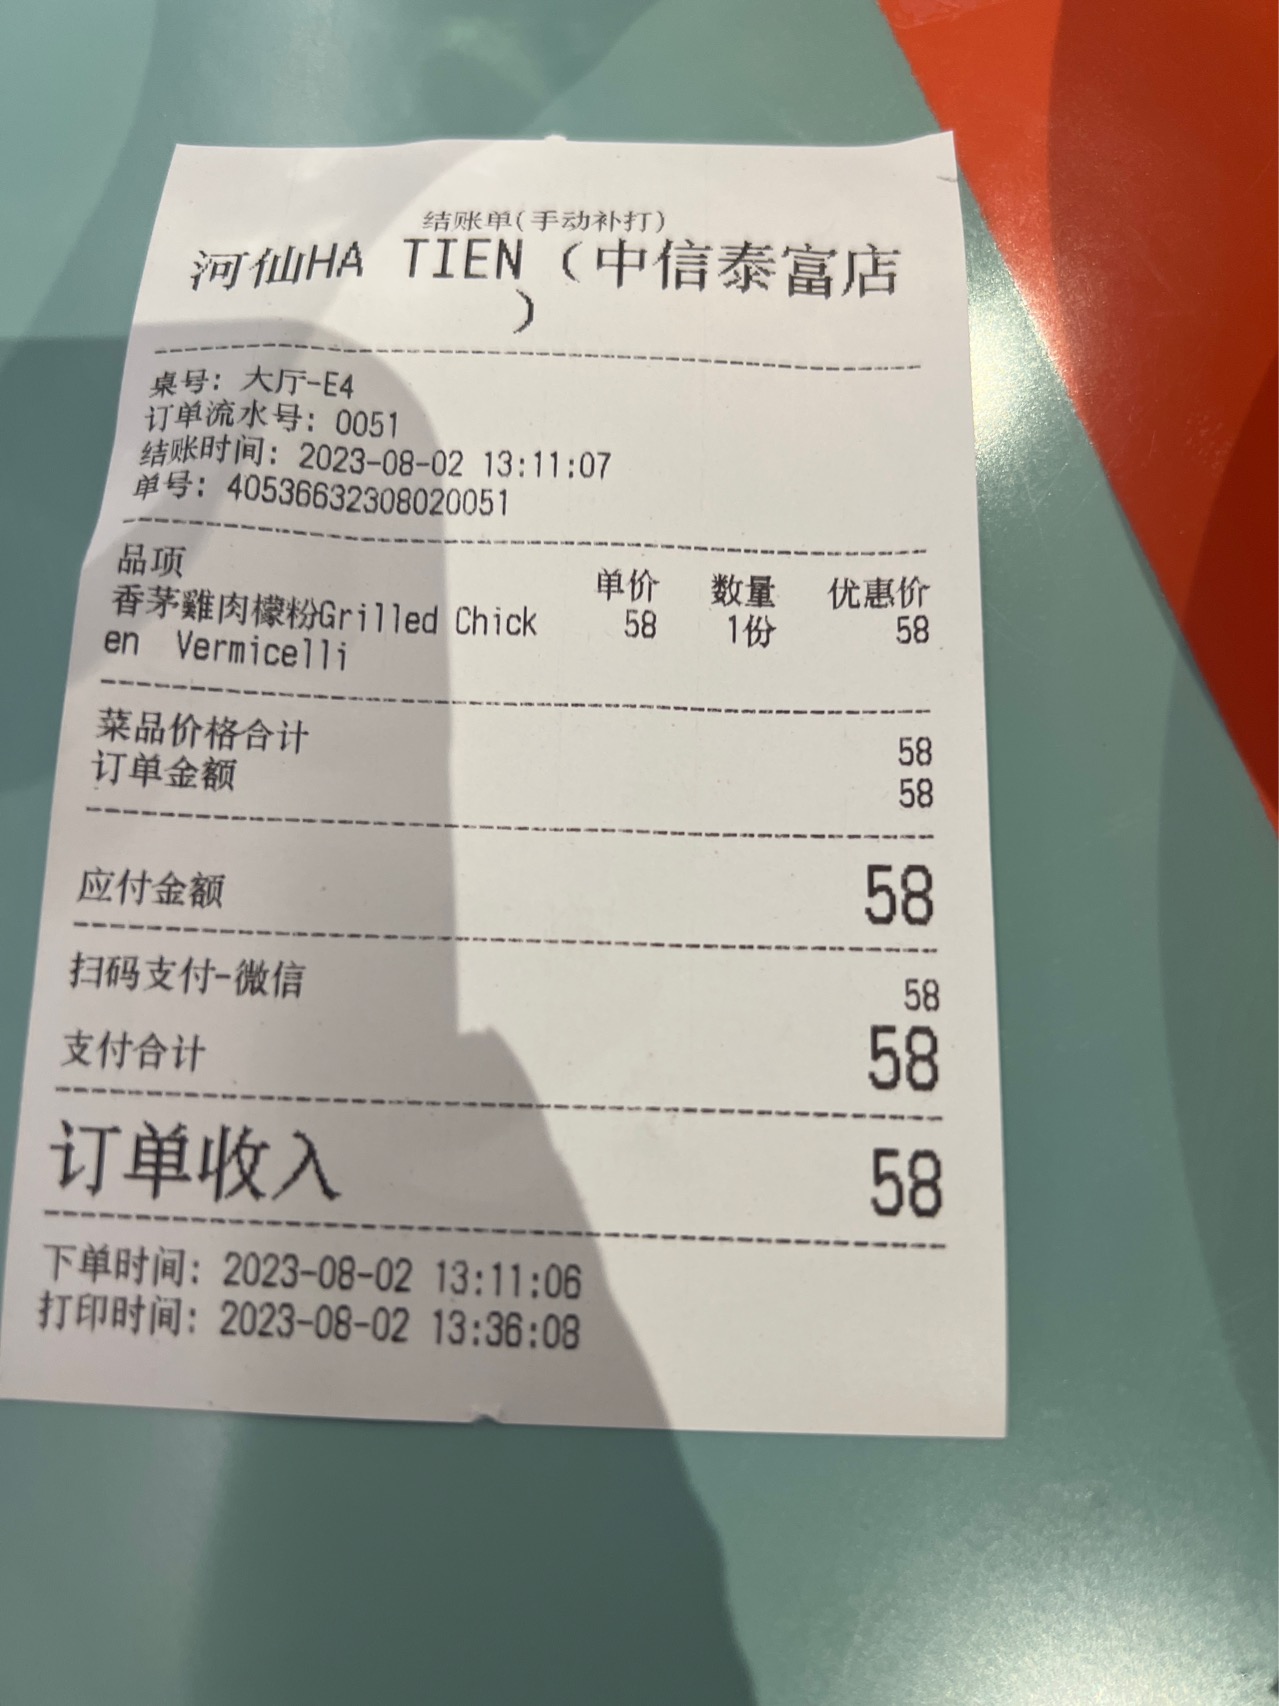 结账单(手动补打)
河仙HA TIEN（中信泰富店
）
桌号: 大厅-E4
订单流水号: 0051
结账时间: 2023-08-02 13:11:07
单号: 40536632308020051
品项 单价 数量 优惠价
香茅雞肉檬粉Grilled Chick 58 1份 58
en Vermicelli
菜品价格合计 58
订单金额 58
应付金额 58
扫码支付-微信 58
支付合计 58
订单收入 58
下单时间: 2023-08-02 13:11:06
打印时间: 2023-08-02 13:36:08